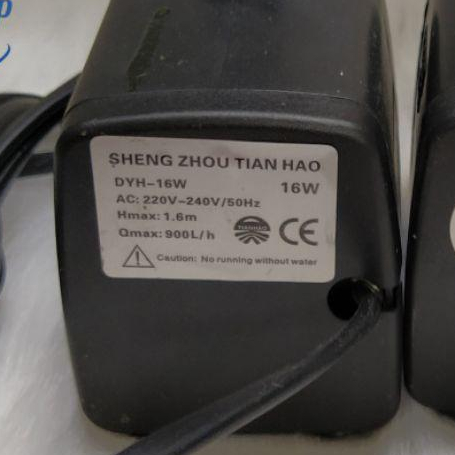 SHENG ZHOU TIAN HAO
DYH-16W 16W
AC: 220V-240V/50Hz
Hmax: 1.6m
Qmax: 900L/h
TIANHAO
CE
Caution: No running without water